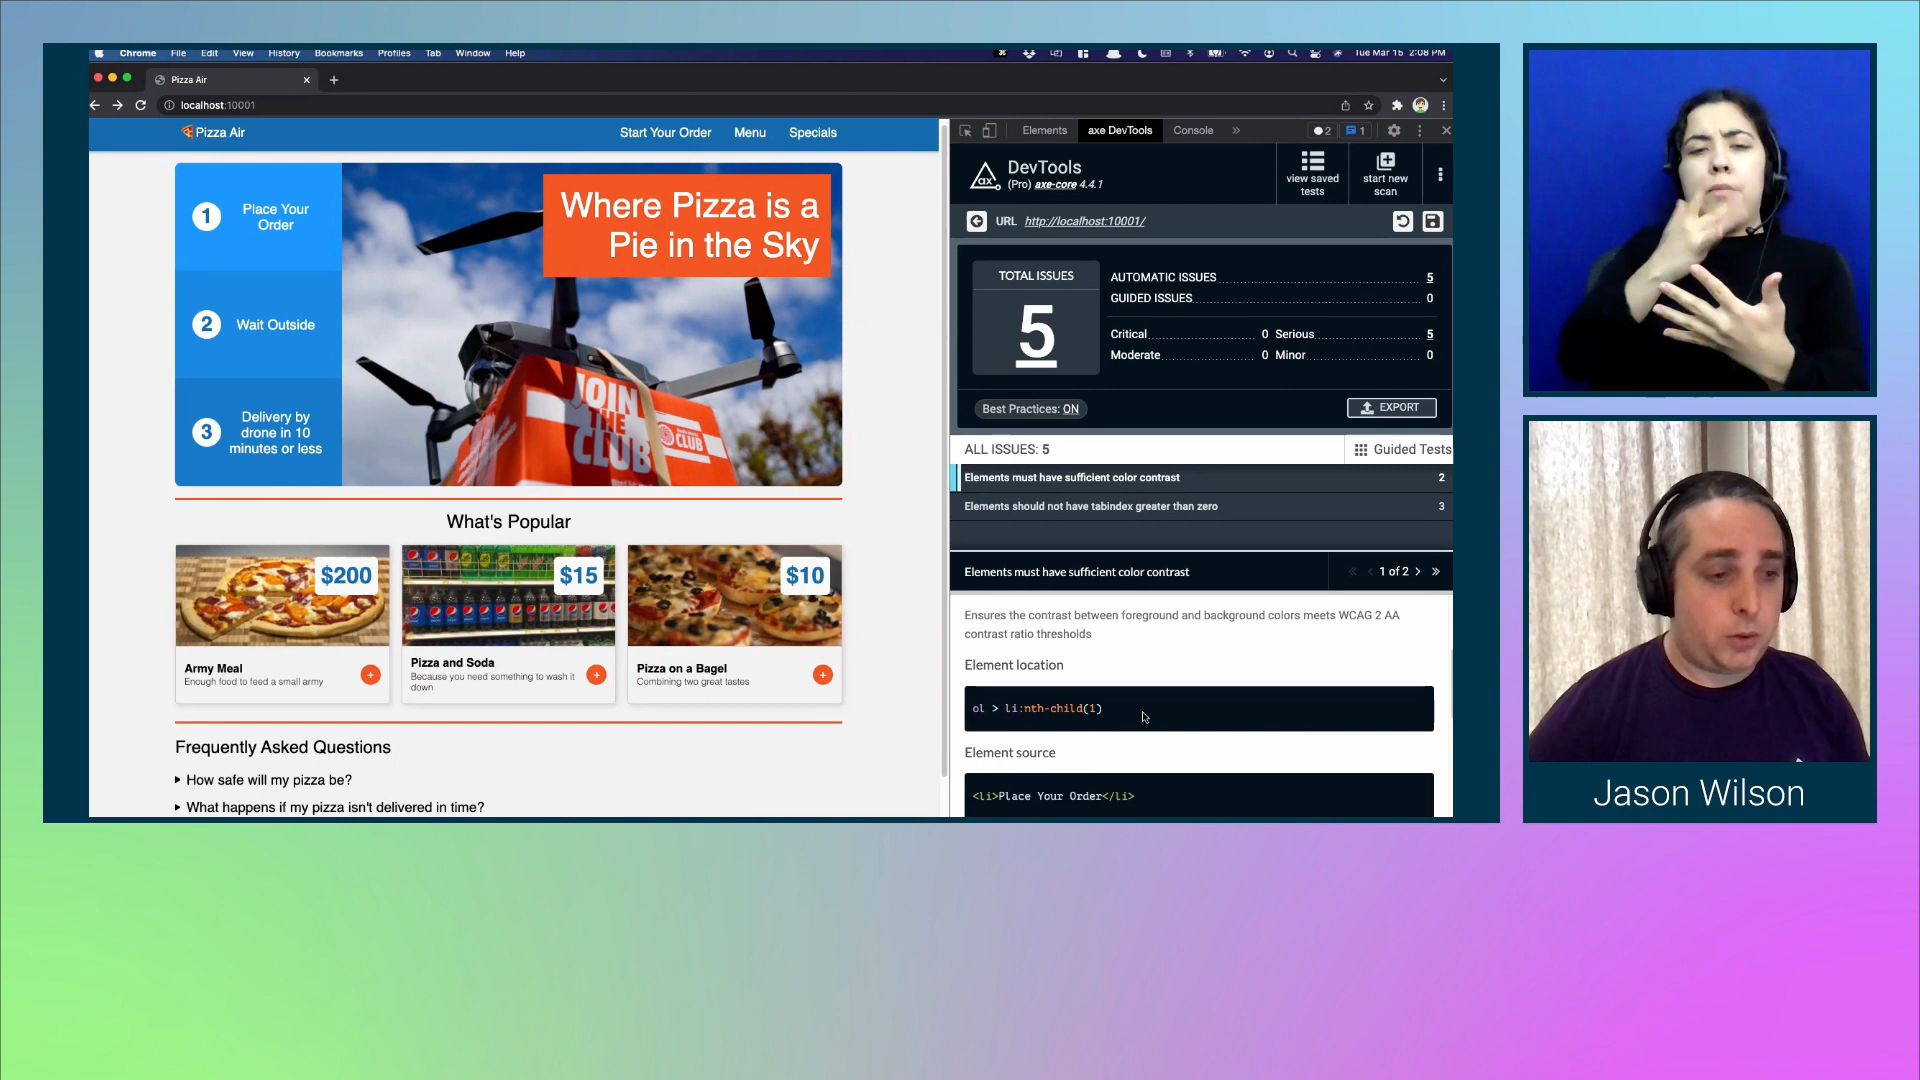 Chrome File Edit View History Bookmarks Profiles Tab Window Help
Tue Mar 15 2:08 PM
Pizza Air
localhost:10001
Pizza Air
Start Your Order Menu Specials
1 Place Your Order
2 Wait Outside
3 Delivery by drone in 10 minutes or less
Where Pizza is a
Pie in the Sky
JOIN
THE
CLUB
CLUB
What's Popular
$200
$15
$10
Army Meal
Enough food to feed a small army
+
Pizza and Soda
Because you need something to wash it
down
+
Pizza on a Bagel
Combining two great tastes
+
Frequently Asked Questions
How safe will my pizza be?
What happens if my pizza isn't delivered in time?
Elements axe DevTools Console » 2 1
ax
DevTools
(Pro) axe-core 4.4.1
view saved
tests
start new
scan
URL http://localhost:10001/
TOTAL ISSUES
5
AUTOMATIC ISSUES 5
GUIDED ISSUES 0
Critical 0 Serious 5
Moderate 0 Minor 0
Best Practices: ON
EXPORT
ALL ISSUES: 5
Guided Tests
Elements must have sufficient color contrast 2
Elements should not have tabindex greater than zero 3
Elements must have sufficient color contrast
« ‹ 1 of 2 › »
Ensures the contrast between foreground and background colors meets WCAG 2 AA
contrast ratio thresholds
Element location
ol > li:nth-child(1)
Element source
<li>Place Your Order</li>
Jason Wilson